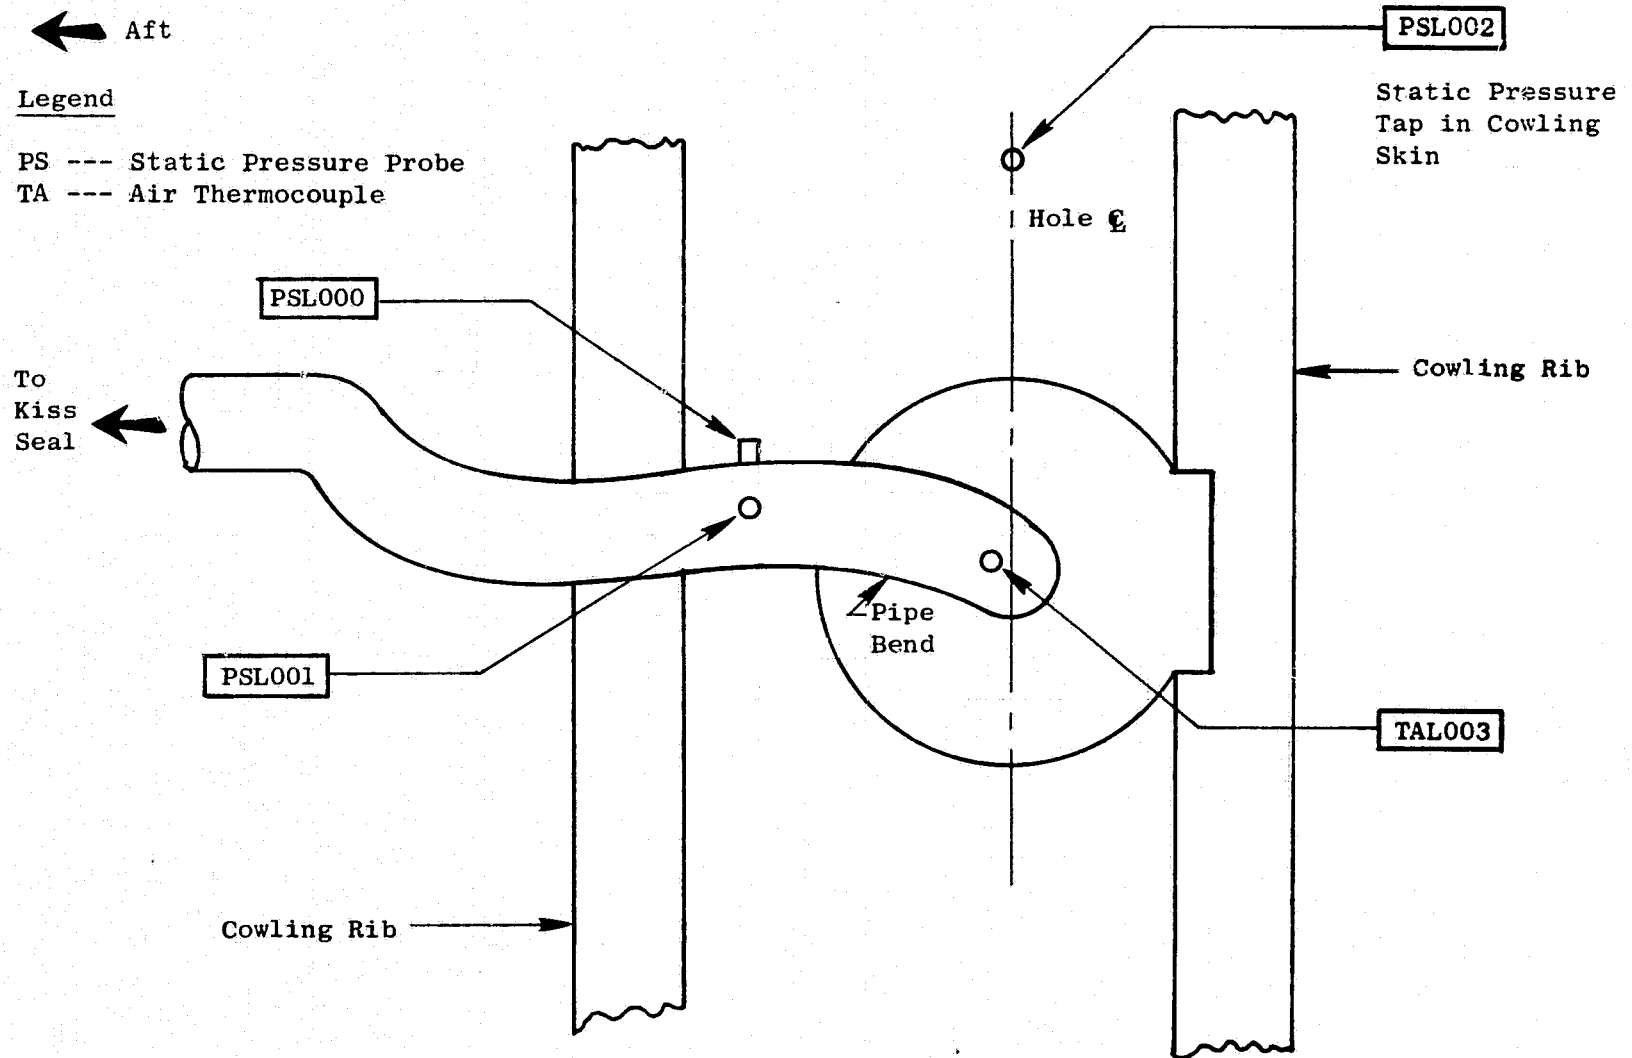 Aft
Legend
PS --- Static Pressure Probe
TA --- Air Thermocouple
PSL002
Static Pressure
Tap in Cowling
Skin
Hole ℄
PSL000
To
Kiss
Seal
Cowling Rib
Pipe
Bend
PSL001
TAL003
Cowling Rib